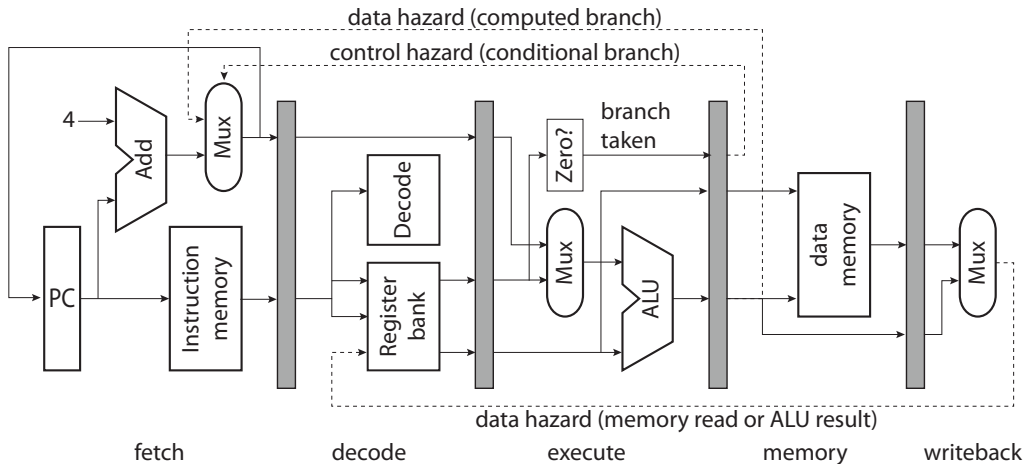 data hazard (computed branch)
control hazard (conditional branch)
branch
taken
4
Add
Mux
Zero?
Decode
PC
Instruction
memory
Register
bank
Mux
ALU
data
memory
Mux
data hazard (memory read or ALU result)
fetch
decode
execute
memory
writeback